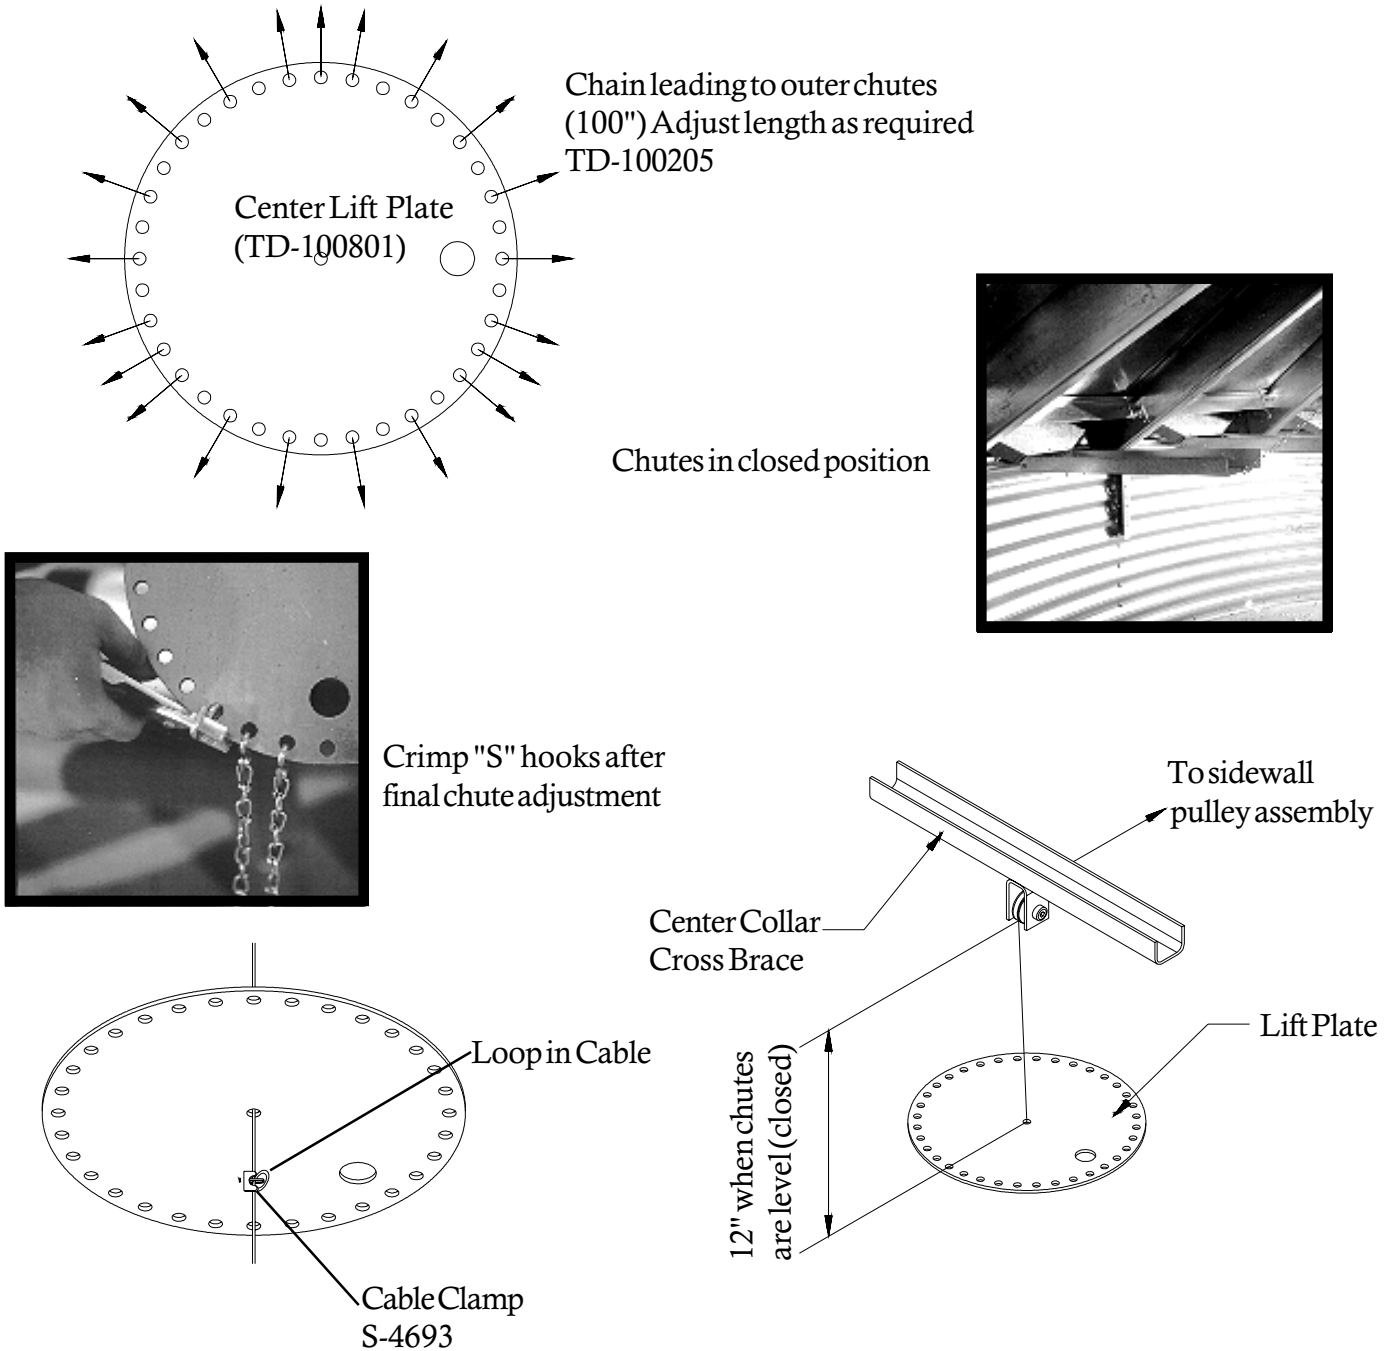 Chain leading to outer chutes
(100") Adjust length as required
TD-100205
Center Lift Plate
(TD-100801)
Chutes in closed position
Crimp "S" hooks after
final chute adjustment
To sidewall
pulley assembly
Center Collar
Cross Brace
Lift Plate
Loop in Cable
12" when chutes
are level (closed)
Cable Clamp
S-4693